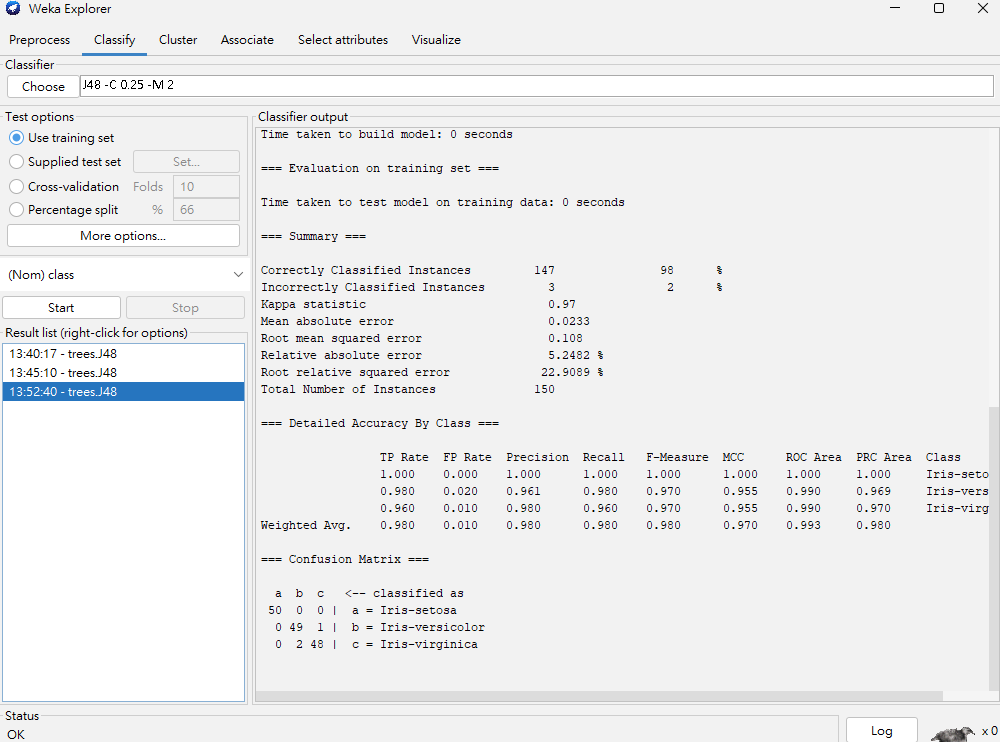 Weka Explorer
Preprocess Classify Cluster Associate Select attributes Visualize
Classifier
Choose J48 -C 0.25 -M 2
Test options
Use training set
Supplied test set Set...
Cross-validation Folds 10
Percentage split % 66
More options...
(Nom) class
Start Stop
Result list (right-click for options)
13:40:17 - trees.J48
13:45:10 - trees.J48
13:52:40 - trees.J48
Classifier output
Time taken to build model: 0 seconds
=== Evaluation on training set ===
Time taken to test model on training data: 0 seconds
=== Summary ===
Correctly Classified Instances 147 98 %
Incorrectly Classified Instances 3 2 %
Kappa statistic 0.97
Mean absolute error 0.0233
Root mean squared error 0.108
Relative absolute error 5.2482 %
Root relative squared error 22.9089 %
Total Number of Instances 150
=== Detailed Accuracy By Class ===
TP Rate FP Rate Precision Recall F-Measure MCC ROC Area PRC Area Class
1.000 0.000 1.000 1.000 1.000 1.000 1.000 1.000 Iris-seto
0.980 0.020 0.961 0.980 0.970 0.955 0.990 0.969 Iris-vers
0.960 0.010 0.980 0.960 0.970 0.955 0.990 0.970 Iris-virg
Weighted Avg. 0.980 0.010 0.980 0.980 0.980 0.970 0.993 0.980
=== Confusion Matrix ===
a b c <-- classified as
50 0 0 | a = Iris-setosa
0 49 1 | b = Iris-versicolor
0 2 48 | c = Iris-virginica
Status
OK
Log
x 0